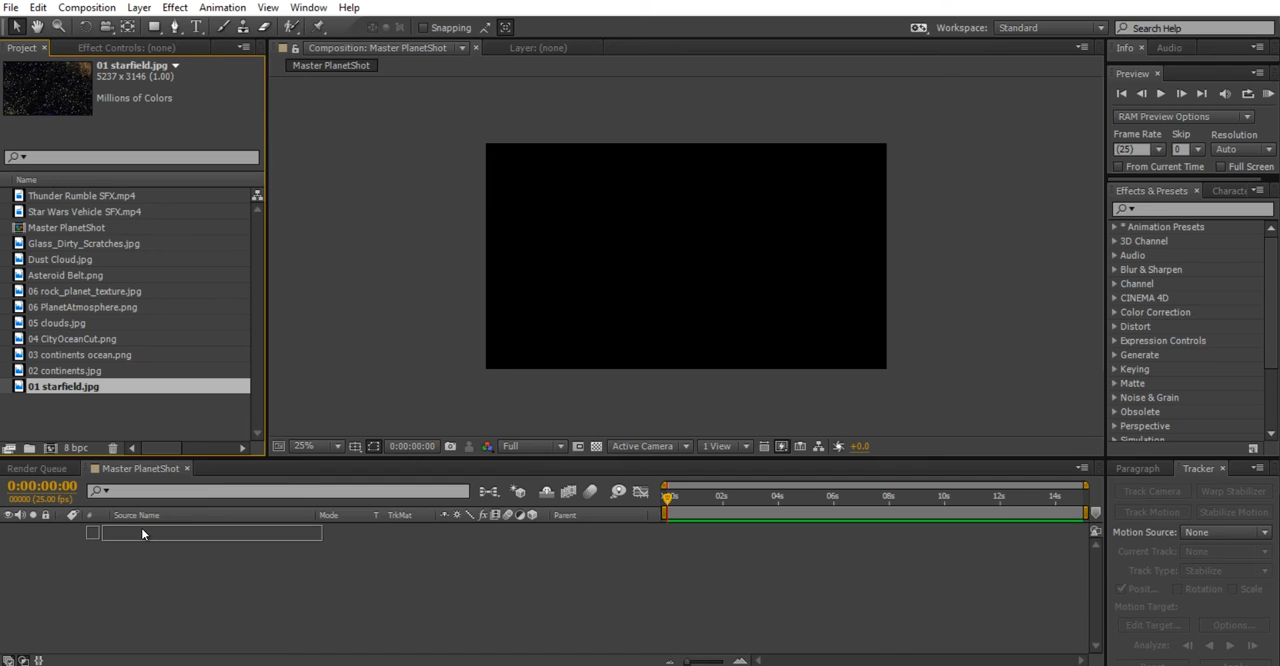 File Edit Composition Layer Effect Animation View Window Help
Snapping Workspace: Standard Search Help
Project Effect Controls: (none) Composition: Master PlanetShot Layer: (none) Info Audio
01 starfield.jpg
5237 x 3146 (1.00)
Millions of Colors
Master PlanetShot
Preview
RAM Preview Options
Frame Rate Skip Resolution
(25) 0 Auto
From Current Time Full Screen
Name
Thunder Rumble SFX.mp4
Star Wars Vehicle SFX.mp4
Master PlanetShot
Glass_Dirty_Scratches.jpg
Dust Cloud.jpg
Asteroid Belt.png
06 rock_planet_texture.jpg
06 PlanetAtmosphere.png
05 clouds.jpg
04 CityOceanCut.png
03 continents ocean.png
02 continents.jpg
01 starfield.jpg
Effects & Presets Charact
* Animation Presets
3D Channel
Audio
Blur & Sharpen
Channel
CINEMA 4D
Color Correction
Distort
Expression Controls
Generate
Keying
Matte
Noise & Grain
Obsolete
Perspective
8 bpc
25% 0:00:00:00 Full Active Camera 1 View +0.0
Render Queue Master PlanetShot
0:00:00:00
00000 (25.00 fps)
02s 04s 06s 08s 10s 12s 14s
# Source Name Mode T TrkMat Parent
Paragraph Tracker
Track Camera Warp Stabilizer
Track Motion Stabilize Motion
Motion Source: None
Current Track: None
Track Type: Stabilize
Posit... Rotation Scale
Motion Target:
Edit Target... Options...
Analyze: